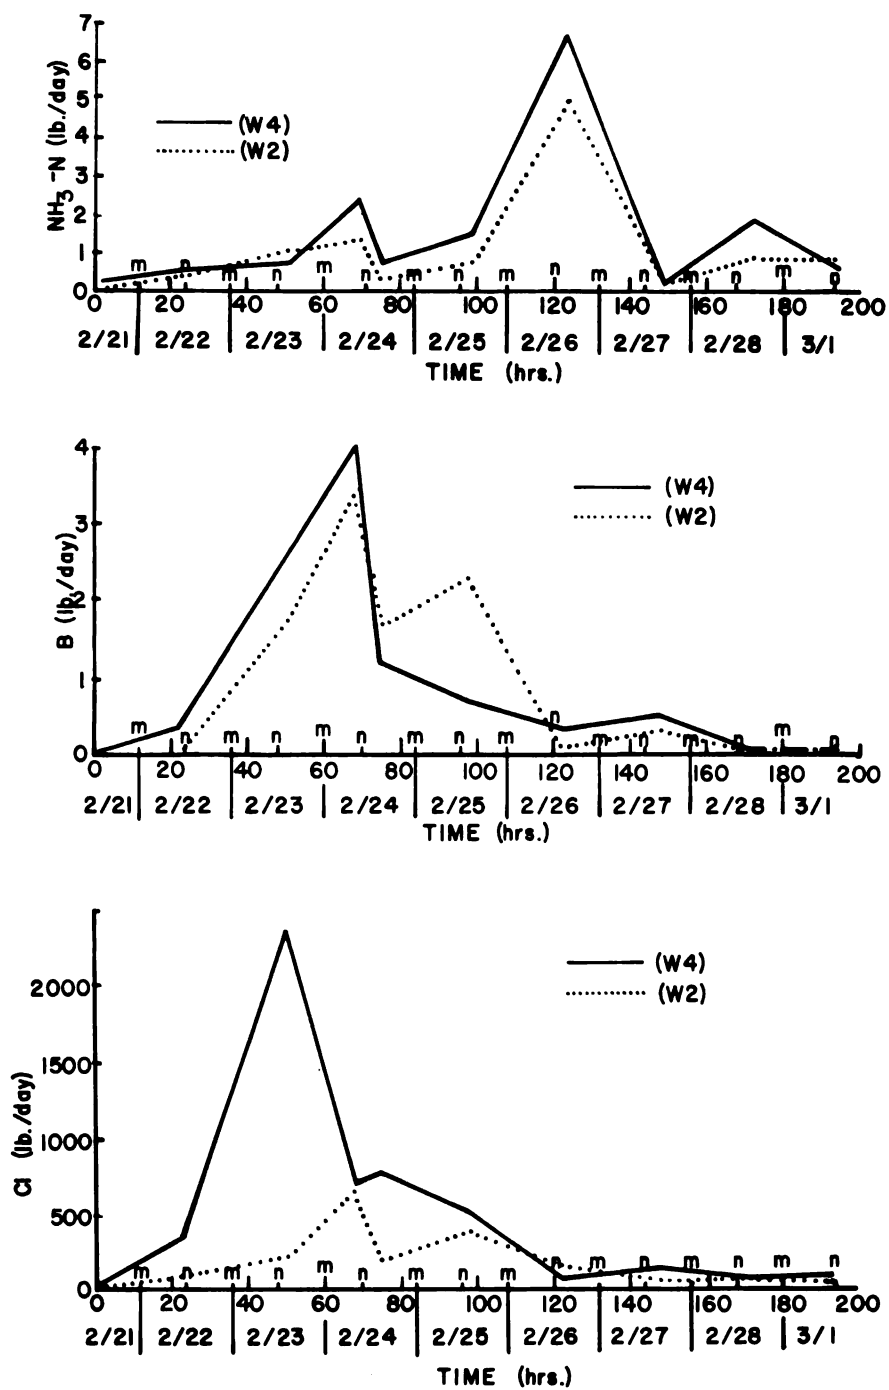 7
6
5
4
3
2
1
0
NH3-N (lb./day)
(W4)
(W2)
m n m n m n m n m n m n m n m n
0 20 40 60 80 100 120 140 160 180 200
2/21 2/22 2/23 2/24 2/25 2/26 2/27 2/28 3/1
TIME (hrs.)
4
3
2
1
0
B (lb./day)
(W4)
(W2)
m n m n m n m n m n m n m n m n
0 20 40 60 80 100 120 140 160 180 200
2/21 2/22 2/23 2/24 2/25 2/26 2/27 2/28 3/1
TIME (hrs.)
2000
1500
1000
500
0
Cl (lb./day)
(W4)
(W2)
m n m n m n m n m n m n m n m n
0 20 40 60 80 100 120 140 160 180 200
2/21 2/22 2/23 2/24 2/25 2/26 2/27 2/28 3/1
TIME (hrs.)